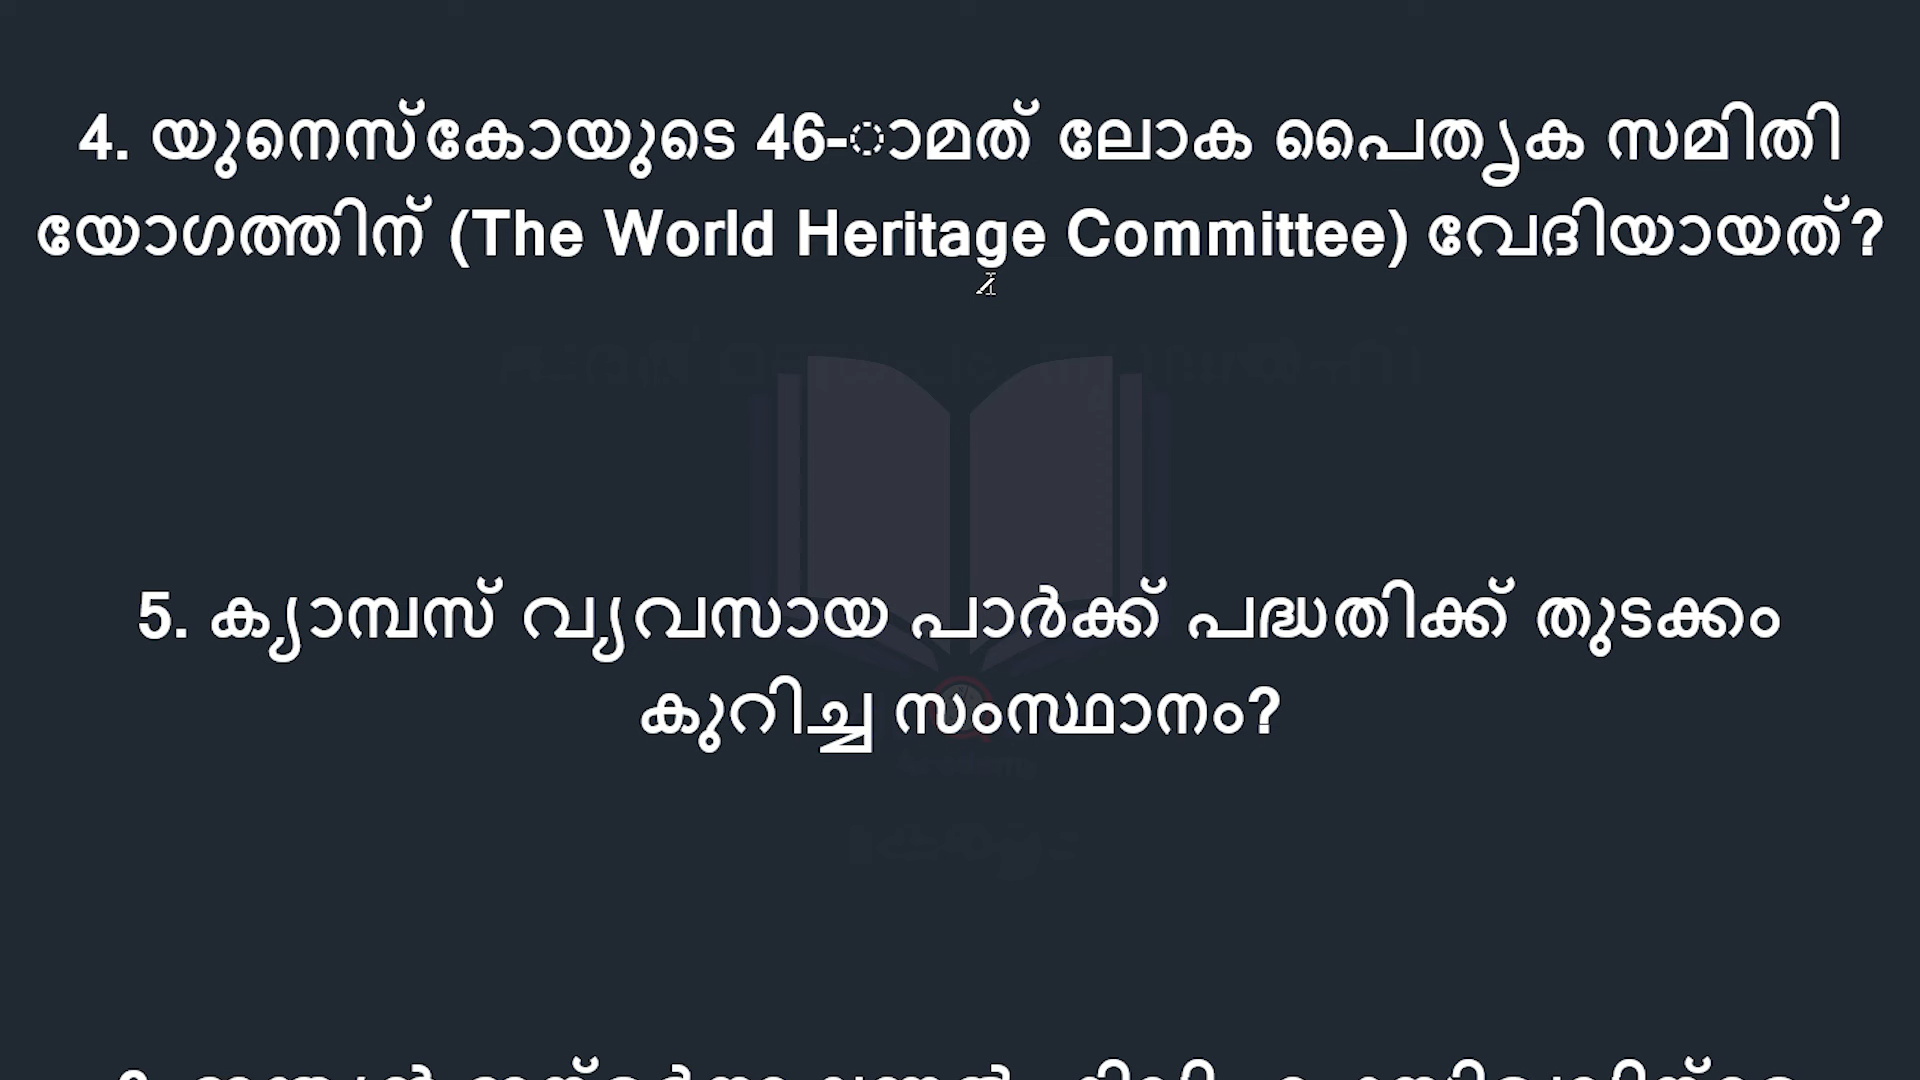 4. യുനെസ്കോയുടെ 46-ാമത് ലോക പൈതൃക സമിതി
യോഗത്തിന് (The World Heritage Committee) വേദിയായത്?
5. ക്യാമ്പസ് വ്യവസായ പാർക്ക് പദ്ധതിക്ക് തുടക്കം
കുറിച്ച സംസ്ഥാനം?